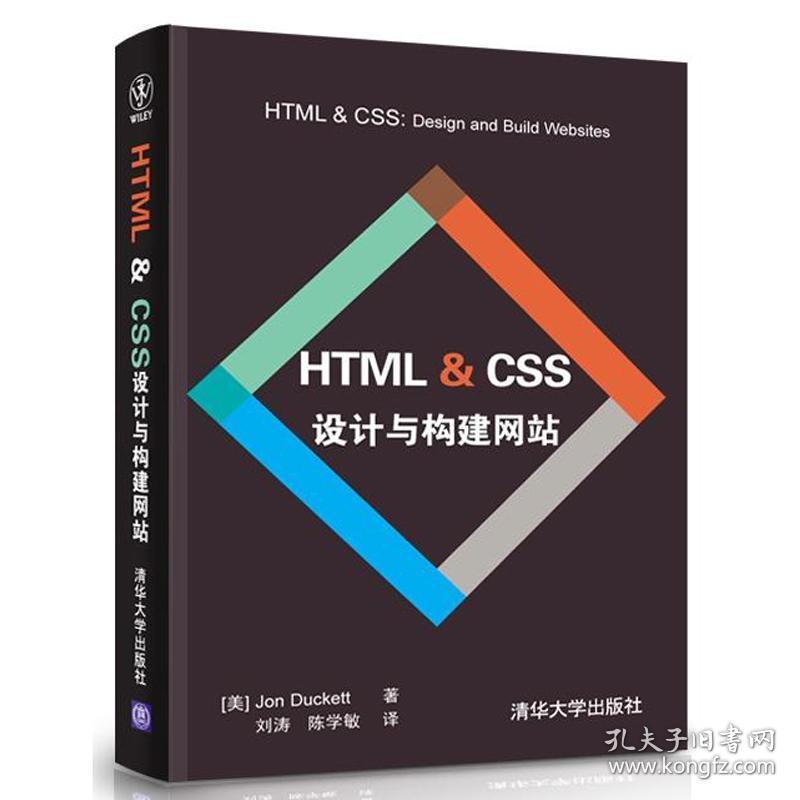 HTML & CSS: Design and Build Websites
HTML & CSS
设计与构建网站
[美] Jon Duckett 著
刘涛 陈学敏 译
清华大学出版社
WILEY
HTML & CSS设计与构建网站
清华大学出版社
孔夫子旧书网
www.kongfz.com